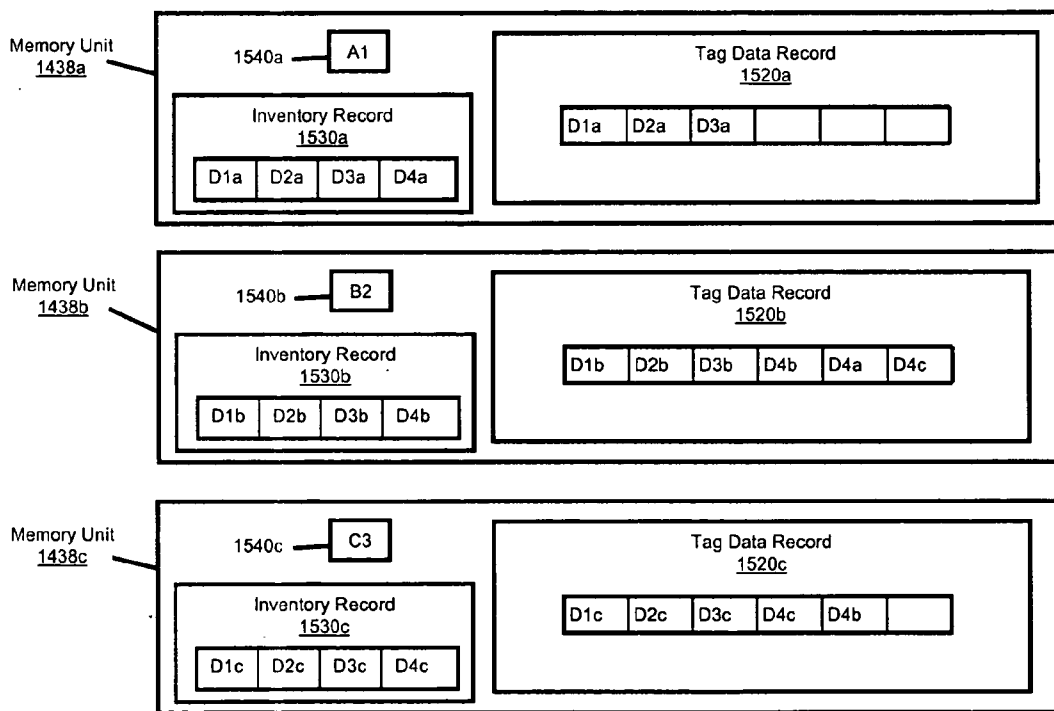 Memory Unit
1438a
1540a
A1
Inventory Record
1530a
D1a D2a D3a D4a
Tag Data Record
1520a
D1a D2a D3a
Memory Unit
1438b
1540b
B2
Inventory Record
1530b
D1b D2b D3b D4b
Tag Data Record
1520b
D1b D2b D3b D4b D4a D4c
Memory Unit
1438c
1540c
C3
Inventory Record
1530c
D1c D2c D3c D4c
Tag Data Record
1520c
D1c D2c D3c D4c D4b